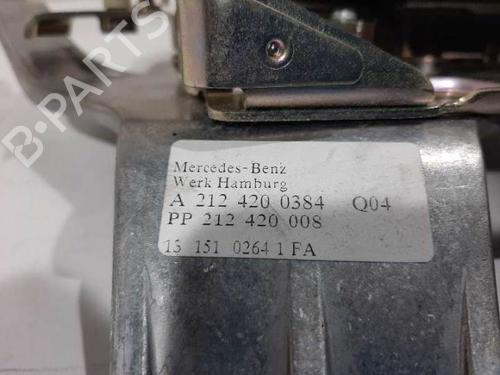 B-PARTS
Mercedes-Benz
Werk Hamburg
A 212 420 0384 Q04
PP 212 420 008
13 151 0264 1 FA